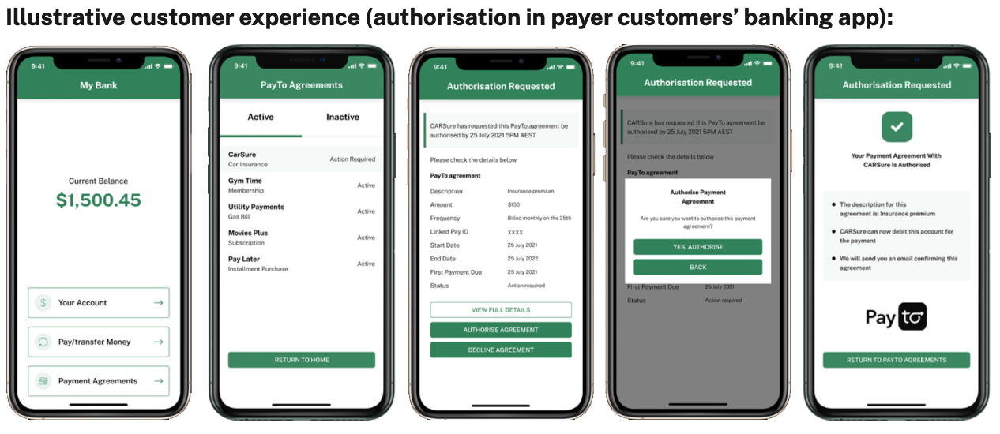 Illustrative customer experience (authorisation in payer customers’ banking app):
9:41
My Bank
Current Balance
$1,500.45
Your Account
Pay/transfer Money
Payment Agreements
9:41
PayTo Agreements
Active Inactive
CarSure
Car Insurance
Action Required
Gym Time
Membership
Active
Utility Payments
Gas Bill
Active
Movies Plus
Subscription
Active
Pay Later
Installment Purchase
Active
RETURN TO HOME
9:41
Authorisation Requested
CARSure has requested this PayTo agreement be
authorised by 25 July 2021 5PM AEST
Please check the details below
PayTo agreement
Description Insurance premium
Amount $150
Frequency Billed monthly on the 25th
Linked Pay ID XXXX
Start Date 25 July 2021
End Date 25 July 2022
First Payment Due 25 July 2021
Status Action required
VIEW FULL DETAILS
AUTHORISE AGREEMENT
DECLINE AGREEMENT
9:41
Authorisation Requested
CARSure has requested this PayTo agreement be
authorised by 25 July 2021 5PM AEST
Please check the details below
PayTo agreement
Authorise Payment
Agreement
Are you sure you want to authorise this payment
agreement?
YES, AUTHORISE
BACK
First Payment Due 25 July 2021
Status Action required
9:41
Authorisation Requested
Your Payment Agreement With
CARSure Is Authorised
• The description for this
agreement is: Insurance premium
• CARSure can now debit this account for
the payment
• We will send you an email confirming this
agreement
Pay to
RETURN TO PAYTO AGREEMENTS